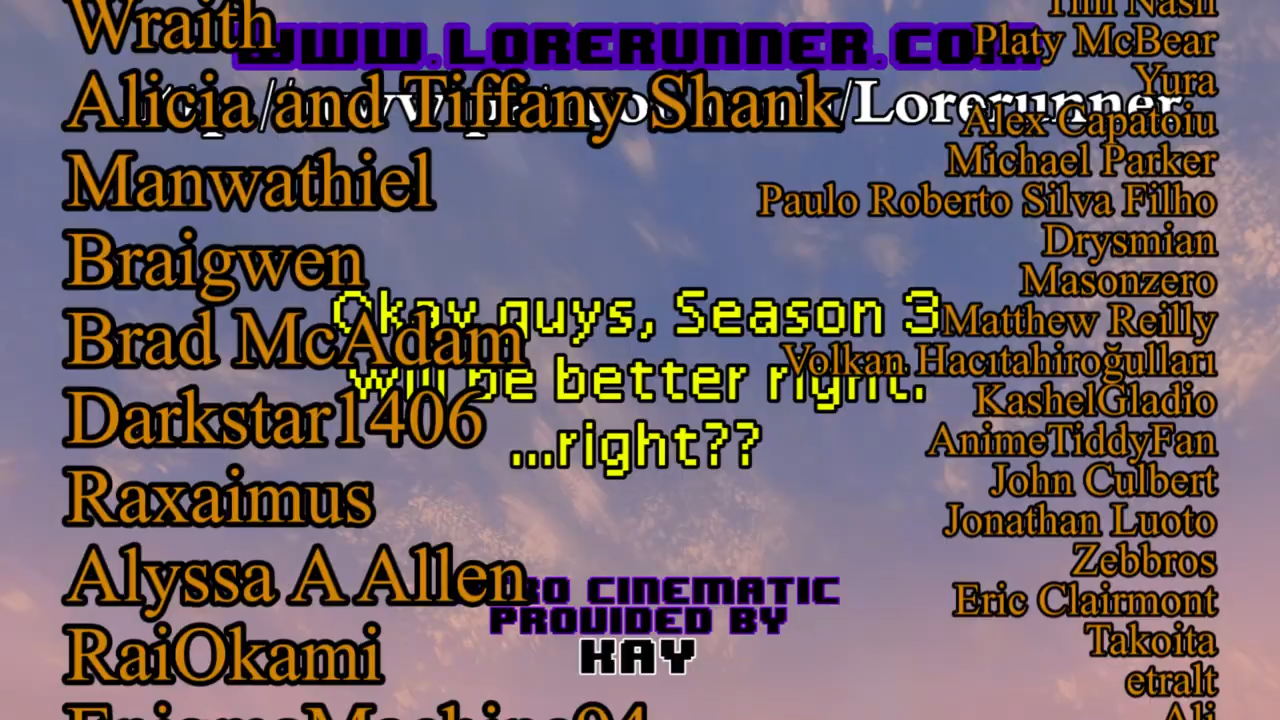 Wraith
Alicia and Tiffany Shank
Manwathiel
Braigwen
Brad McAdam
Darkstar1406
Raxaimus
Alyssa A Allen
RaiOkami
WWW.LORERUNNER.COM
/Lorerunner
Okay guys, Season 3
will be better right.
...right??
CINEMATIC
PROVIDED BY
KAY
Tim Nash
Platy McBear
Yura
Alex Capatoiu
Michael Parker
Paulo Roberto Silva Filho
Drysmian
Masonzero
Matthew Reilly
Volkan Hacıtahiroğulları
KashelGladio
AnimeTiddyFan
John Culbert
Jonathan Luoto
Zebbros
Eric Clairmont
Takoita
etralt
Ali